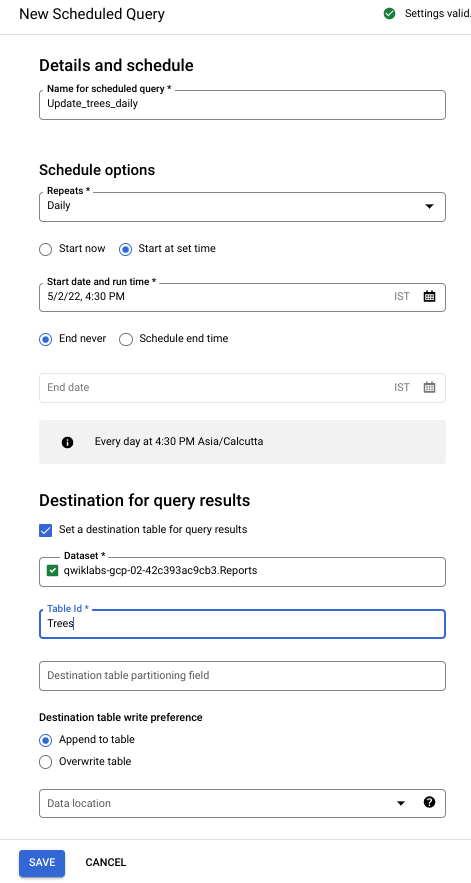 New Scheduled Query
Settings valid.
Details and schedule
Name for scheduled query *
Update_trees_daily
Schedule options
Repeats *
Daily
Start now Start at set time
Start date and run time *
5/2/22, 4:30 PM IST
End never Schedule end time
End date IST
Every day at 4:30 PM Asia/Calcutta
Destination for query results
Set a destination table for query results
Dataset *
qwiklabs-gcp-02-42c393ac9cb3.Reports
Table Id *
Trees
Destination table partitioning field
Destination table write preference
Append to table
Overwrite table
Data location
SAVE CANCEL